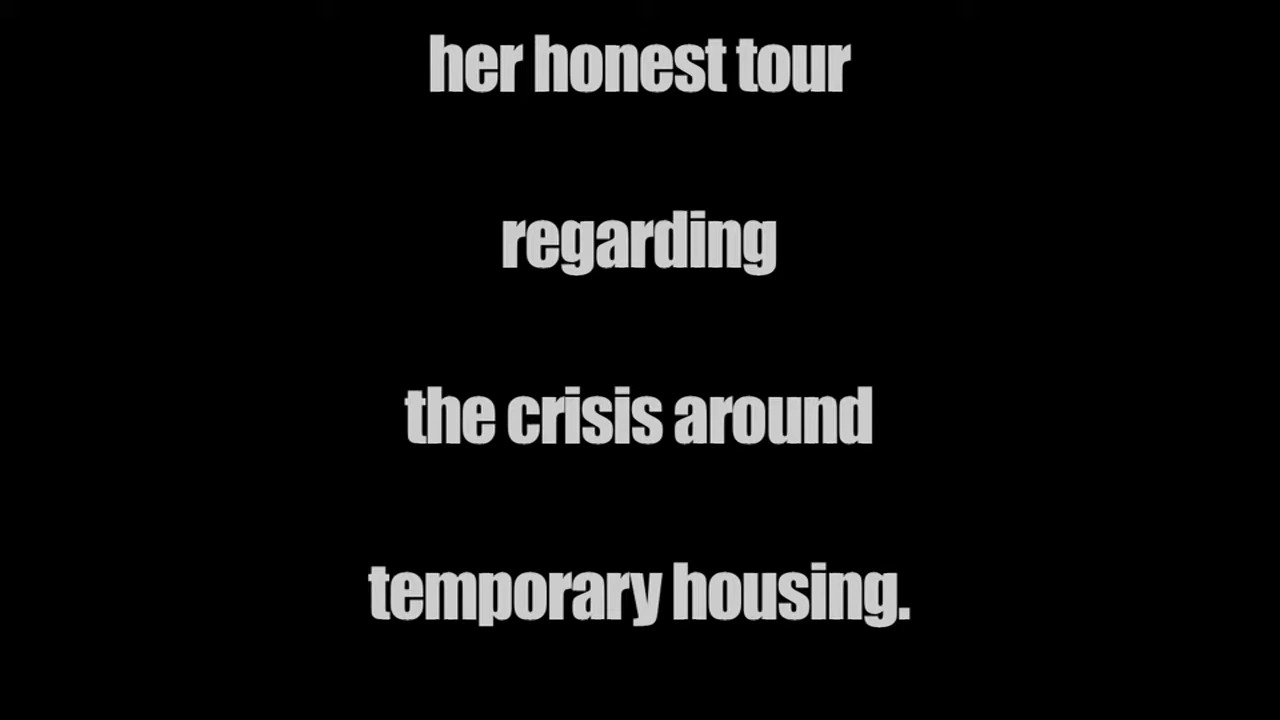 her honest tour
regarding
the crisis around
temporary housing.